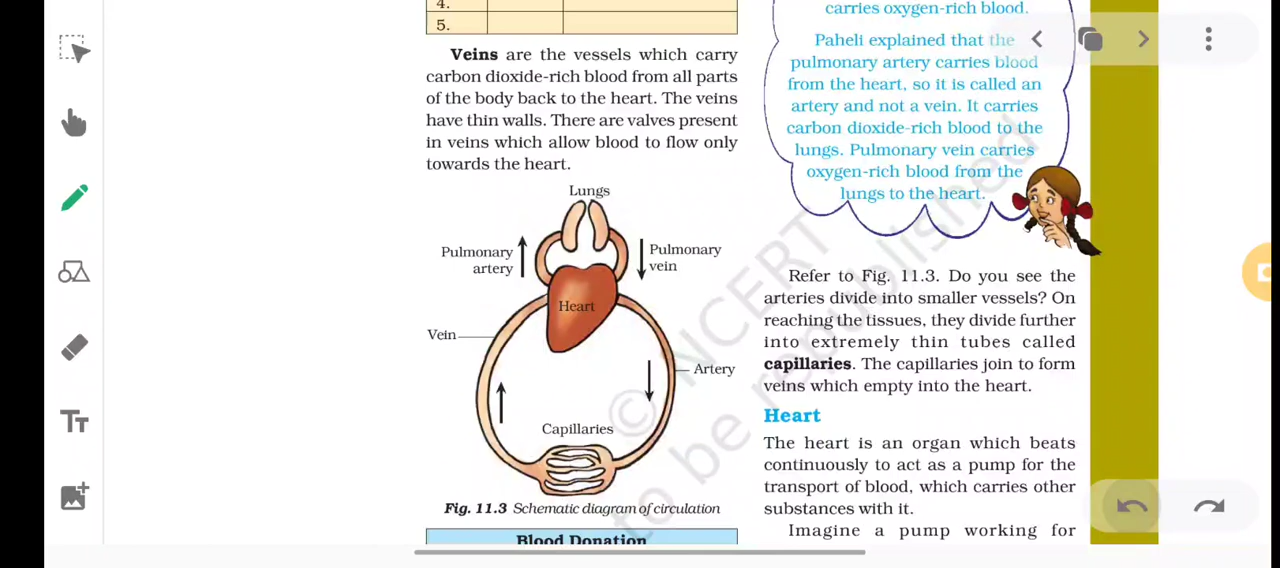 4.
5.
Veins are the vessels which carry
carbon dioxide-rich blood from all parts
of the body back to the heart. The veins
have thin walls. There are valves present
in veins which allow blood to flow only
towards the heart.
Lungs
Pulmonary
artery
Pulmonary
vein
Heart
Vein
Artery
Capillaries
Fig. 11.3 Schematic diagram of circulation
Blood Donation
carries oxygen-rich blood.
Paheli explained that the
pulmonary artery carries blood
from the heart, so it is called an
artery and not a vein. It carries
carbon dioxide-rich blood to the
lungs. Pulmonary vein carries
oxygen-rich blood from the
lungs to the heart.
Refer to Fig. 11.3. Do you see the
arteries divide into smaller vessels? On
reaching the tissues, they divide further
into extremely thin tubes called
capillaries. The capillaries join to form
veins which empty into the heart.
Heart
The heart is an organ which beats
continuously to act as a pump for the
transport of blood, which carries other
substances with it.
Imagine a pump working for
© NCERT
to be republished
TT